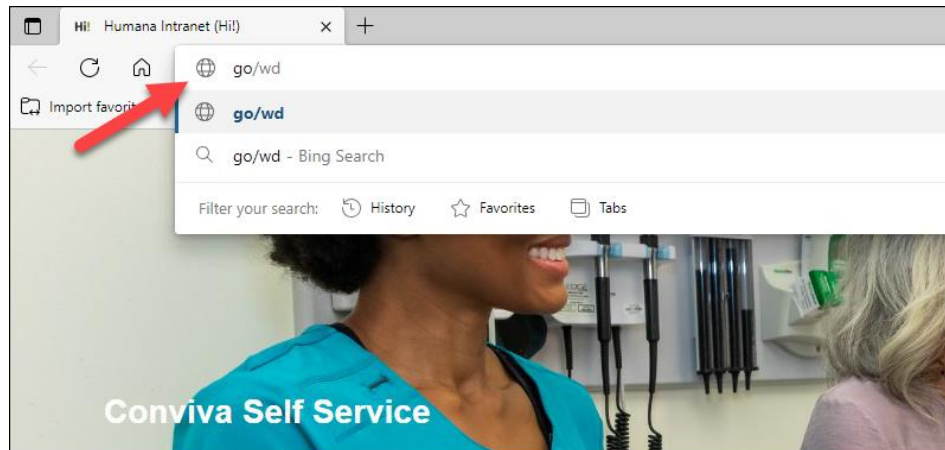 Hi! Humana Intranet (Hi!)
go/wd
Import favorit
go/wd
go/wd - Bing Search
Filter your search: History Favorites Tabs
Conviva Self Service